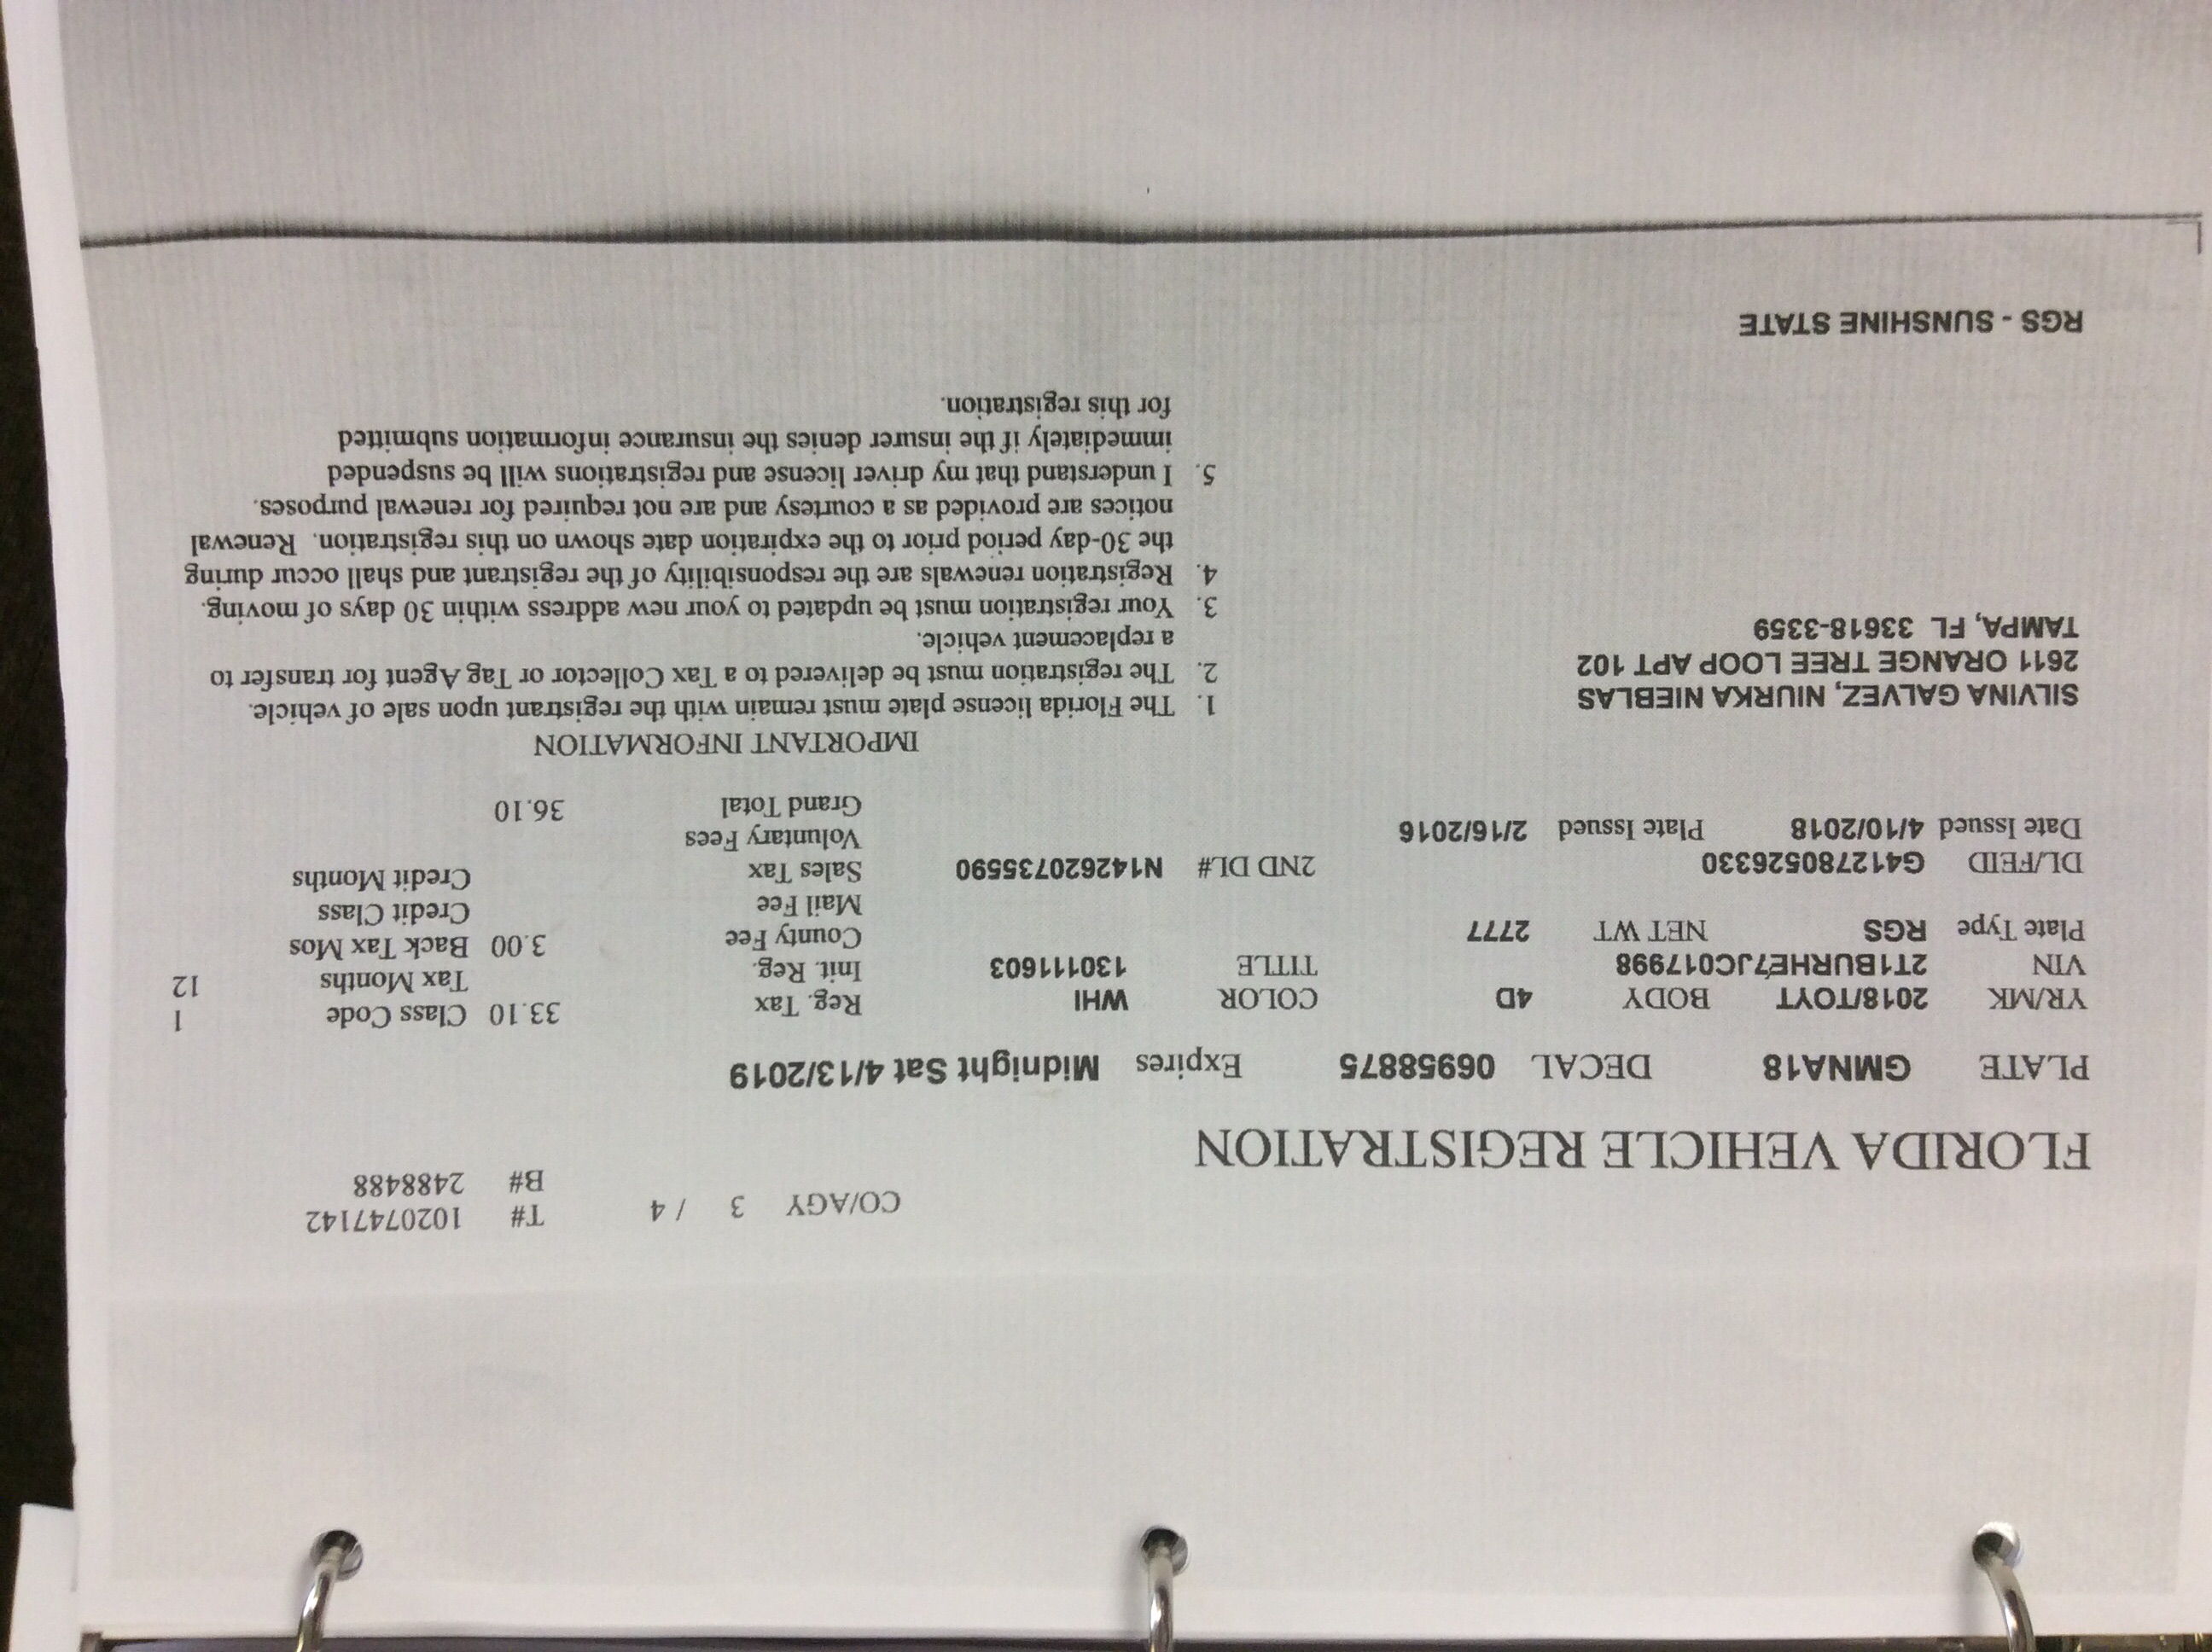 CO/AGY 3 / 4 T# 1020747142
B# 2488488
FLORIDA VEHICLE REGISTRATION
PLATE GMNA18 DECAL 06958875 Expires Midnight Sat 4/13/2019
YR/MK 2018/TOYT BODY 4D COLOR WHI Reg. Tax 33.10 Class Code 1
VIN 2T1BURHE7JC017998 TITLE 130111603 Init. Reg. Tax Months 12
Plate Type RGS NET WT 2777 County Fee 3.00 Back Tax Mos
Mail Fee Credit Class
DL/FEID G412780526330 2ND DL# N142620735590 Sales Tax Credit Months
Date Issued 4/10/2018 Plate Issued 2/16/2016 Voluntary Fees
Grand Total 36.10
SILVINA GALVEZ, NIURKA NIEBLAS
2611 ORANGE TREE LOOP APT 102
TAMPA, FL 33618-3359
IMPORTANT INFORMATION
1. The Florida license plate must remain with the registrant upon sale of vehicle.
2. The registration must be delivered to a Tax Collector or Tag Agent for transfer to
a replacement vehicle.
3. Your registration must be updated to your new address within 30 days of moving.
4. Registration renewals are the responsibility of the registrant and shall occur during
the 30-day period prior to the expiration date shown on this registration. Renewal
notices are provided as a courtesy and are not required for renewal purposes.
5. I understand that my driver license and registrations will be suspended
immediately if the insurer denies the insurance information submitted
for this registration.
RGS - SUNSHINE STATE